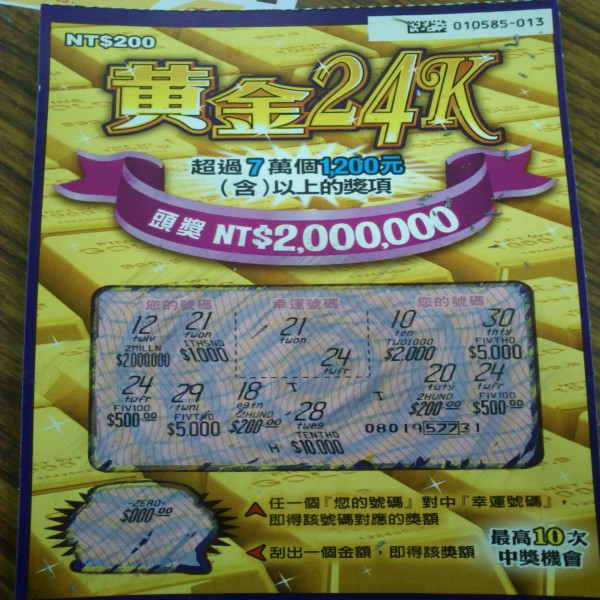 010585-013
NT$200
黃金24K
超過7萬個1,200元
(含)以上的獎項
頭獎 NT$2,000,000
您的號碼 幸運號碼 您的號碼
12 21 21 10 30
twlv twon twon ten thty
2MILLN 1THSND TWO1000 FIVTHO
$2,000,000 $1,000 $2,000 $5,000
24
twfr
24 29 18 28 20 24
twfr twni egtn tweg twty twfr
FIV100 FIVTHO 2HUND TENTHO 2HUND FIV100
$500.00 $5,000 $200.00 $10,000 $200.00 $500.00
08019572231
H
-ZERO-
$000.00
任一個『您的號碼』對中『幸運號碼』,
即得該號碼對應的獎額
刮出一個金額,即得該獎額
最高10次
中獎機會